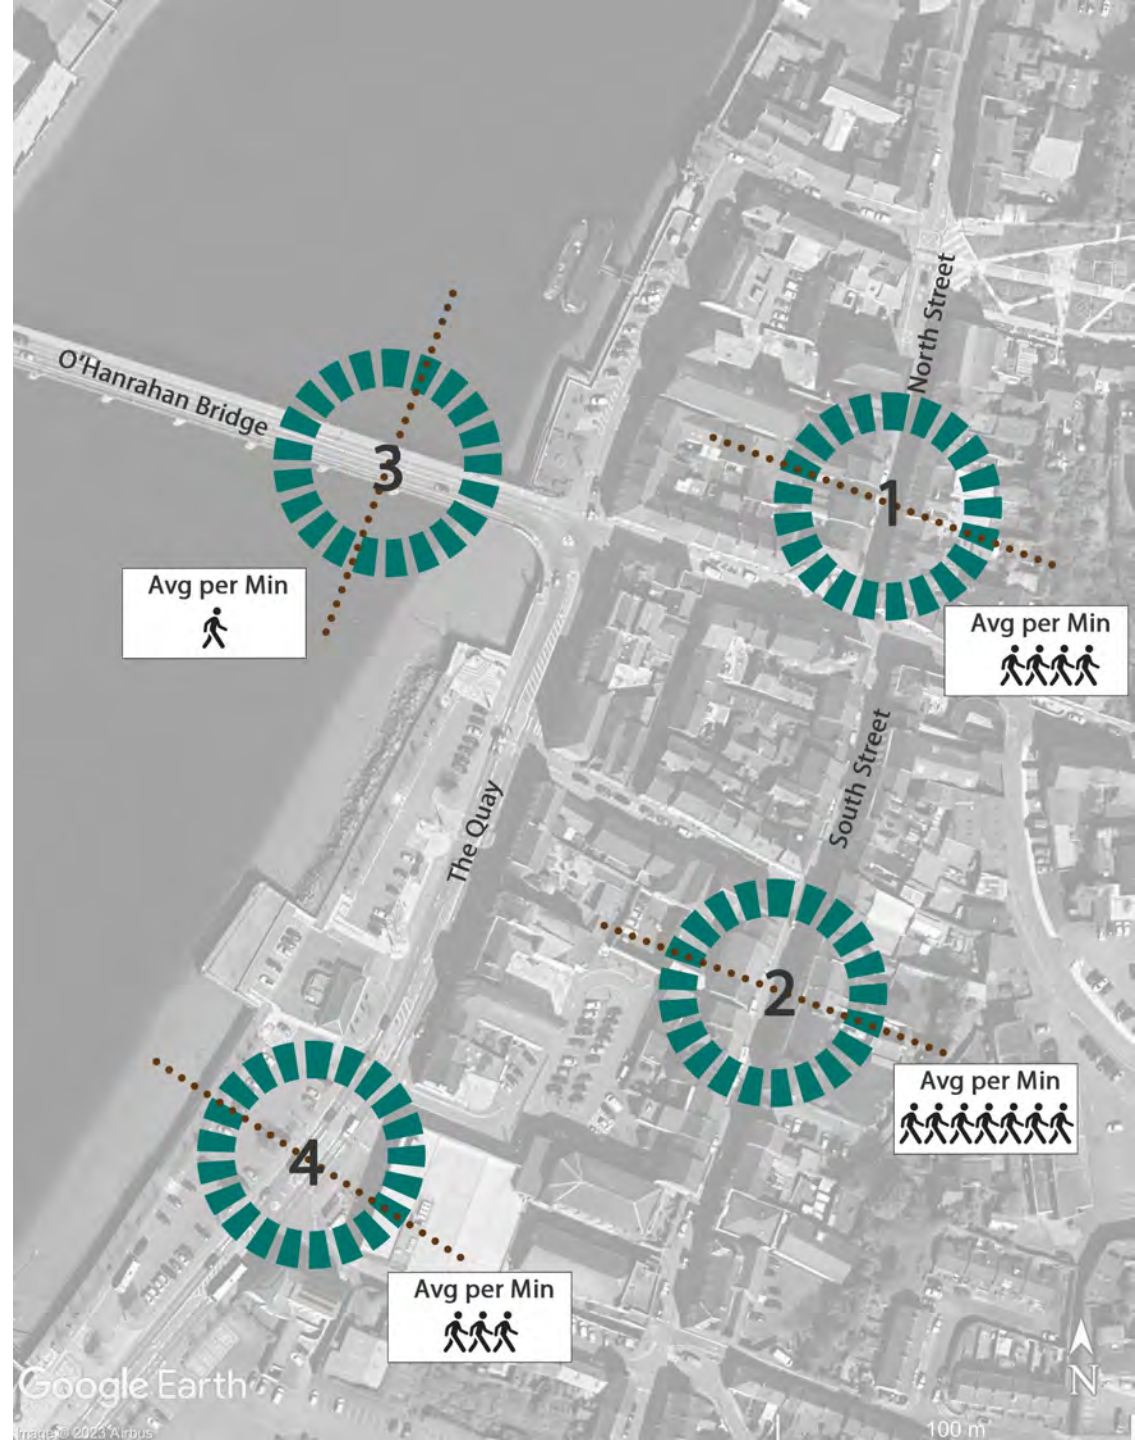 North Street
O'Hanrahan Bridge
3
1
Avg per Min
Avg per Min
South Street
The Quay
2
Avg per Min
4
Avg per Min
N
Google Earth
Image © 2023 Airbus
100 m